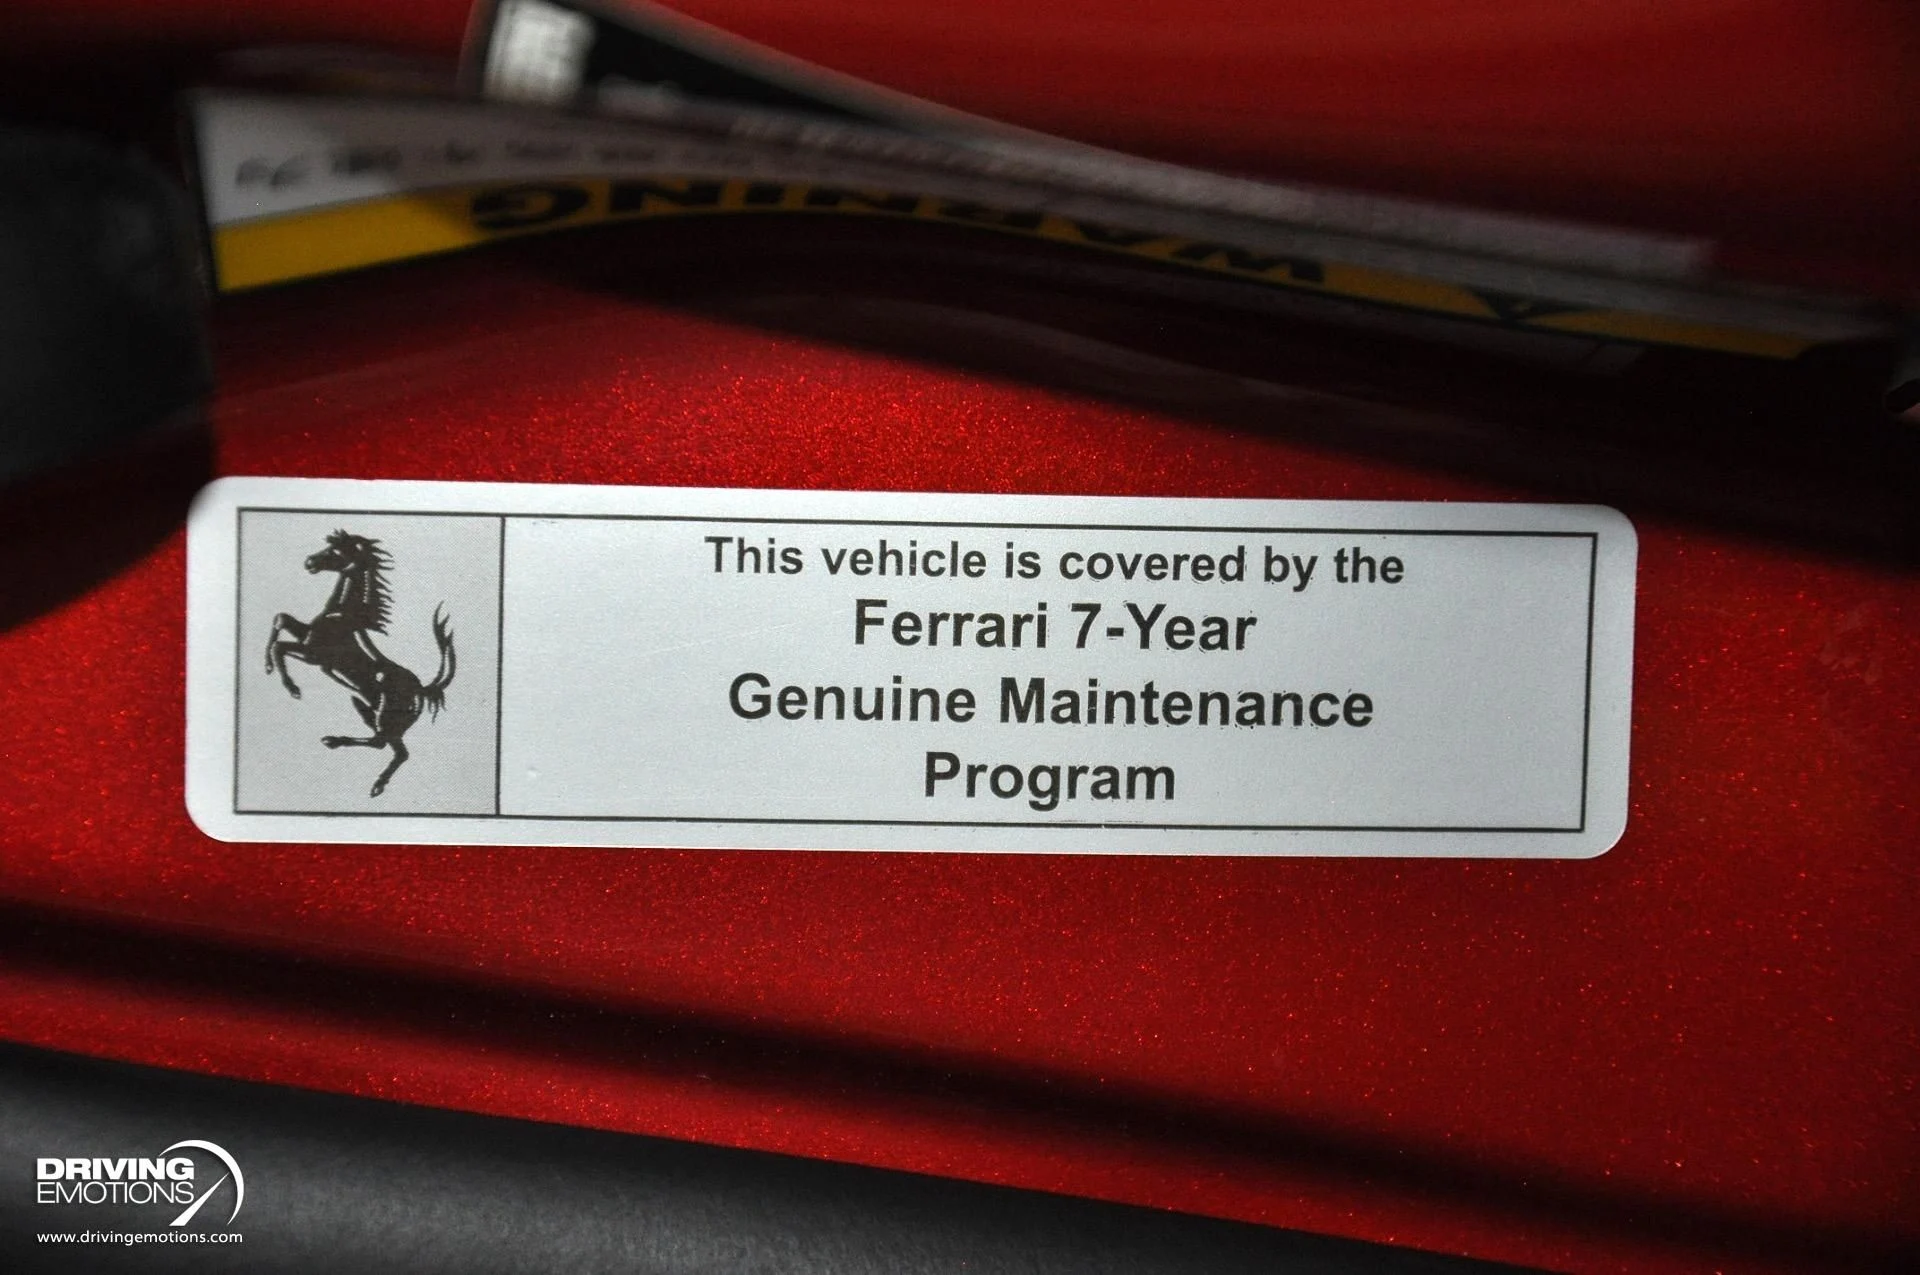 WARNING
This vehicle is covered by the
Ferrari 7-Year
Genuine Maintenance
Program
DRIVING
EMOTIONS
www.drivingemotions.com